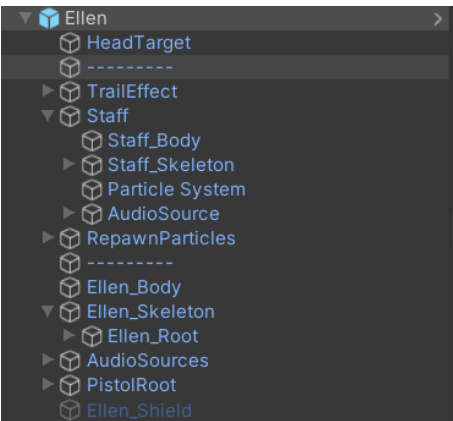 Ellen
HeadTarget
---------
TrailEffect
Staff
Staff_Body
Staff_Skeleton
Particle System
AudioSource
RepawnParticles
---------
Ellen_Body
Ellen_Skeleton
Ellen_Root
AudioSources
PistolRoot
Ellen_Shield